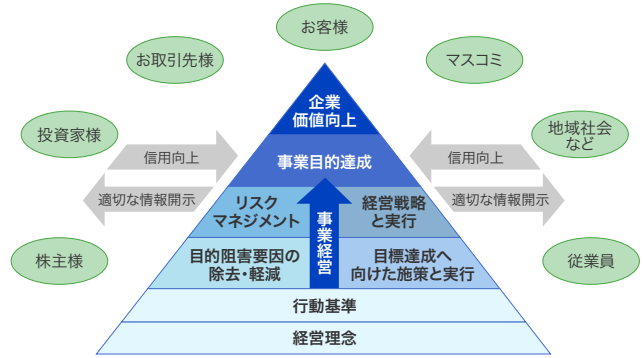 お客様
お取引先様
マスコミ
投資家様
地域社会
など
株主様
従業員
信用向上
適切な情報開示
信用向上
適切な情報開示
企業
価値向上
事業目的達成
リスク
マネジメント
経営戦略
と実行
事業経営
目的阻害要因の
除去・軽減
目標達成へ
向けた施策と実行
行動基準
経営理念